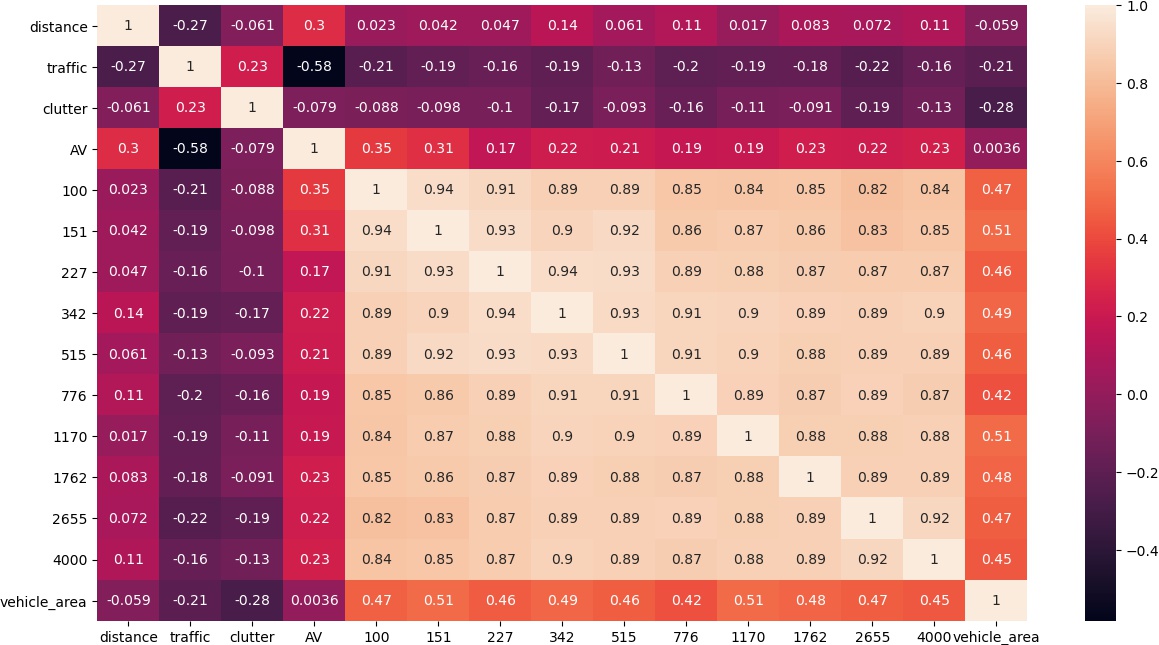 distance 1 -0.27 -0.061 0.3 0.023 0.042 0.047 0.14 0.061 0.11 0.017 0.083 0.072 0.11 -0.059
traffic -0.27 1 0.23 -0.58 -0.21 -0.19 -0.16 -0.19 -0.13 -0.2 -0.19 -0.18 -0.22 -0.16 -0.21
clutter -0.061 0.23 1 -0.079 -0.088 -0.098 -0.1 -0.17 -0.093 -0.16 -0.11 -0.091 -0.19 -0.13 -0.28
AV 0.3 -0.58 -0.079 1 0.35 0.31 0.17 0.22 0.21 0.19 0.19 0.23 0.22 0.23 0.0036
100 0.023 -0.21 -0.088 0.35 1 0.94 0.91 0.89 0.89 0.85 0.84 0.85 0.82 0.84 0.47
151 0.042 -0.19 -0.098 0.31 0.94 1 0.93 0.9 0.92 0.86 0.87 0.86 0.83 0.85 0.51
227 0.047 -0.16 -0.1 0.17 0.91 0.93 1 0.94 0.93 0.89 0.88 0.87 0.87 0.87 0.46
342 0.14 -0.19 -0.17 0.22 0.89 0.9 0.94 1 0.93 0.91 0.9 0.89 0.89 0.9 0.49
515 0.061 -0.13 -0.093 0.21 0.89 0.92 0.93 0.93 1 0.91 0.9 0.88 0.89 0.89 0.46
776 0.11 -0.2 -0.16 0.19 0.85 0.86 0.89 0.91 0.91 1 0.89 0.87 0.89 0.87 0.42
1170 0.017 -0.19 -0.11 0.19 0.84 0.87 0.88 0.9 0.9 0.89 1 0.88 0.88 0.88 0.51
1762 0.083 -0.18 -0.091 0.23 0.85 0.86 0.87 0.89 0.88 0.87 0.88 1 0.89 0.89 0.48
2655 0.072 -0.22 -0.19 0.22 0.82 0.83 0.87 0.89 0.89 0.89 0.88 0.89 1 0.92 0.47
4000 0.11 -0.16 -0.13 0.23 0.84 0.85 0.87 0.9 0.89 0.87 0.88 0.89 0.92 1 0.45
vehicle_area -0.059 -0.21 -0.28 0.0036 0.47 0.51 0.46 0.49 0.46 0.42 0.51 0.48 0.47 0.45 1
distance traffic clutter AV 100 151 227 342 515 776 1170 1762 2655 4000 vehicle_area
1.0
0.8
0.6
0.4
0.2
0.0
−0.2
−0.4